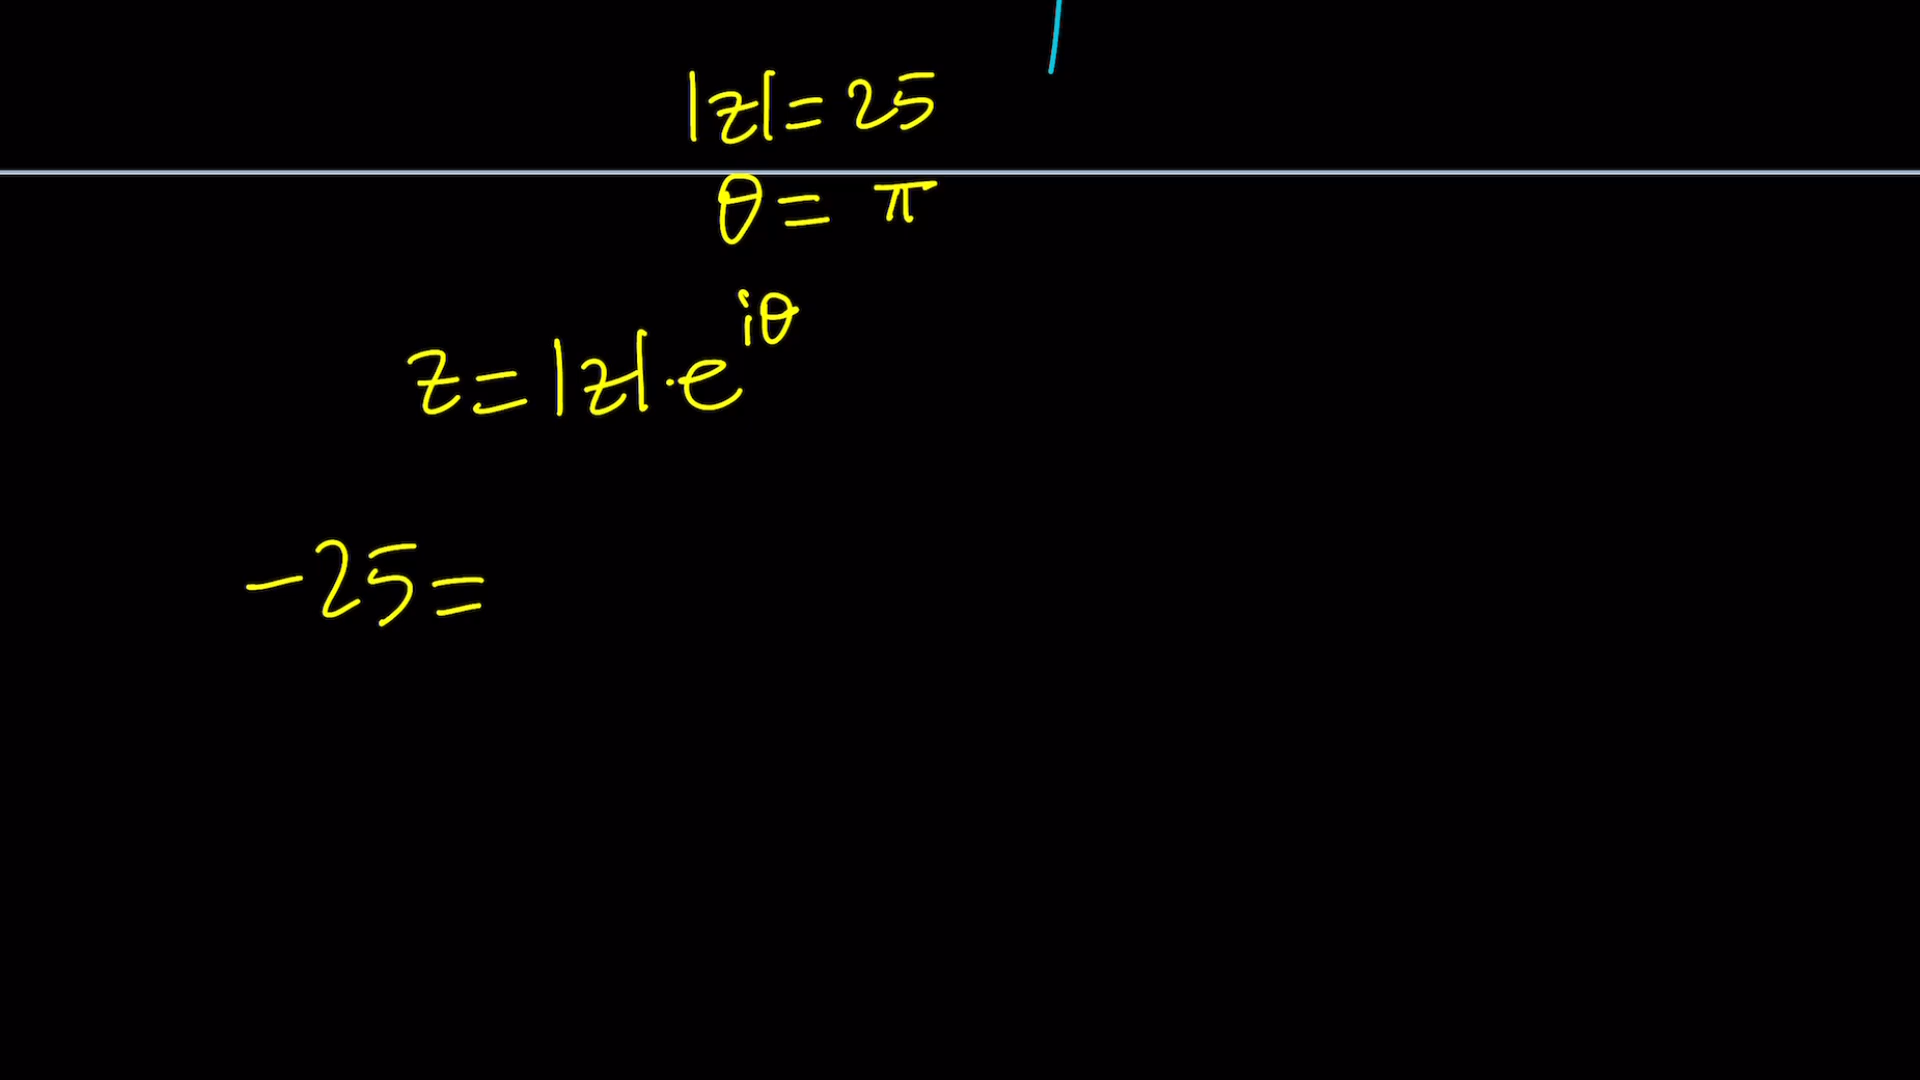 |z| = 25
θ = π
z = |z| · e^{iθ}
-25 =